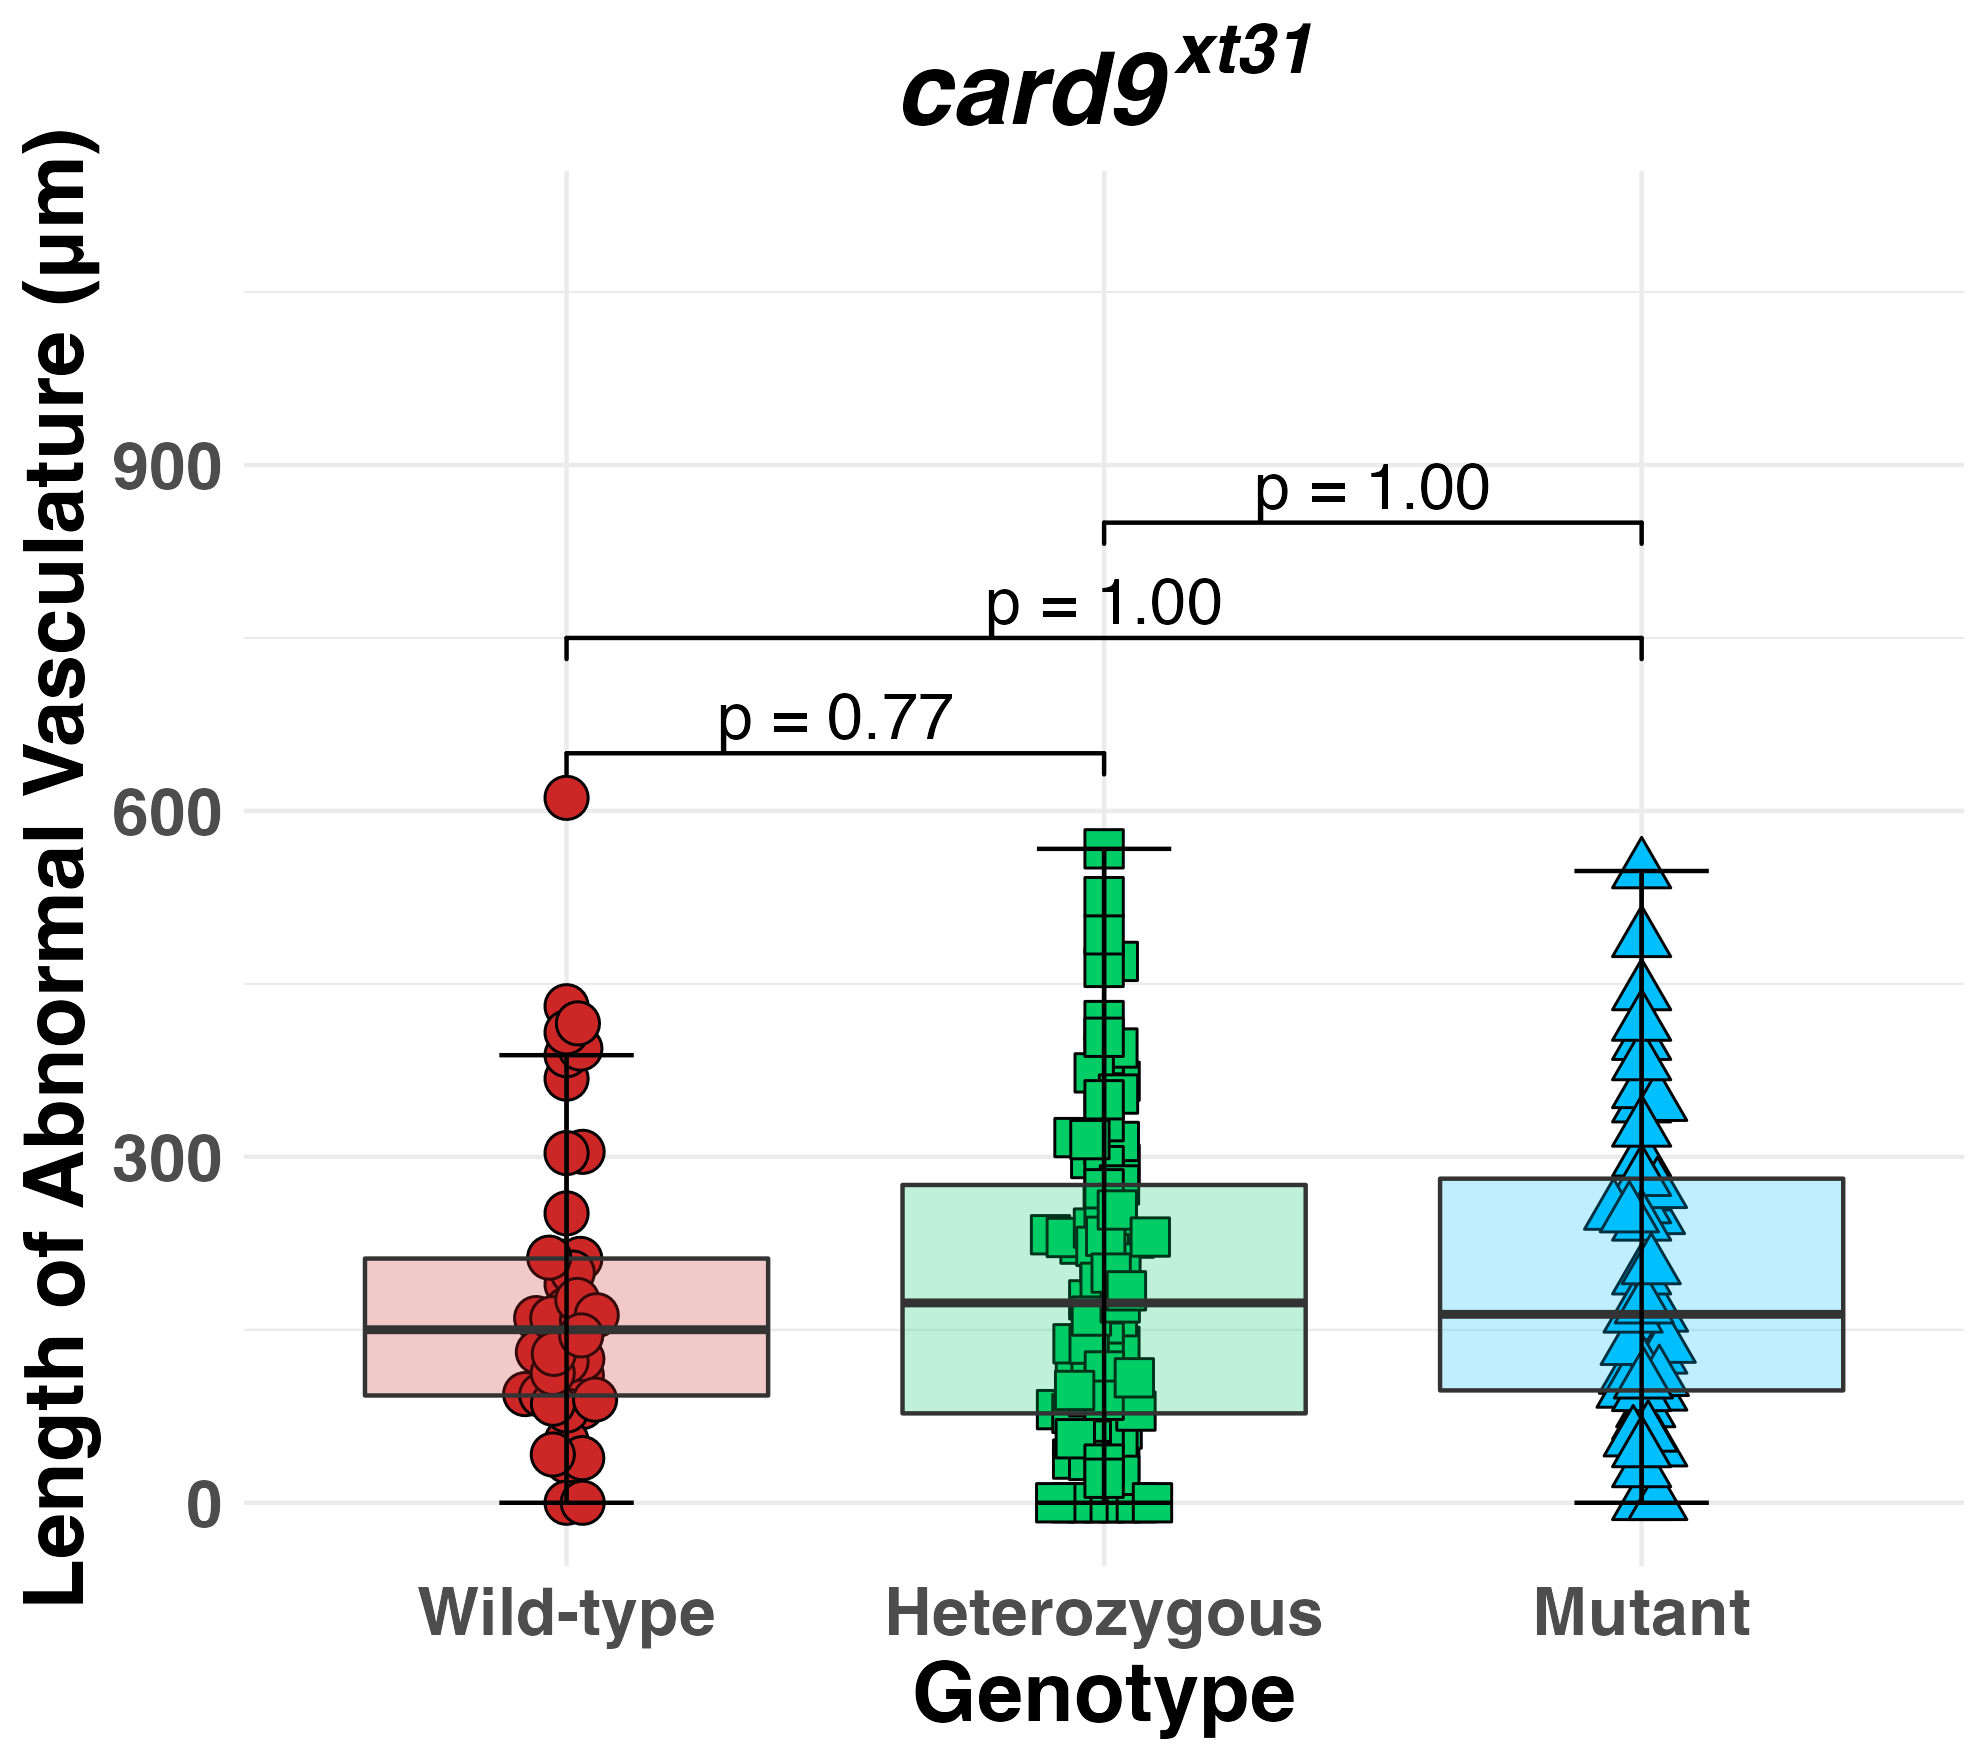 card9xt31
Length of Abnormal Vasculature (µm)
900
600
300
0
p = 1.00
p = 1.00
p = 0.77
Wild-type
Heterozygous
Mutant
Genotype